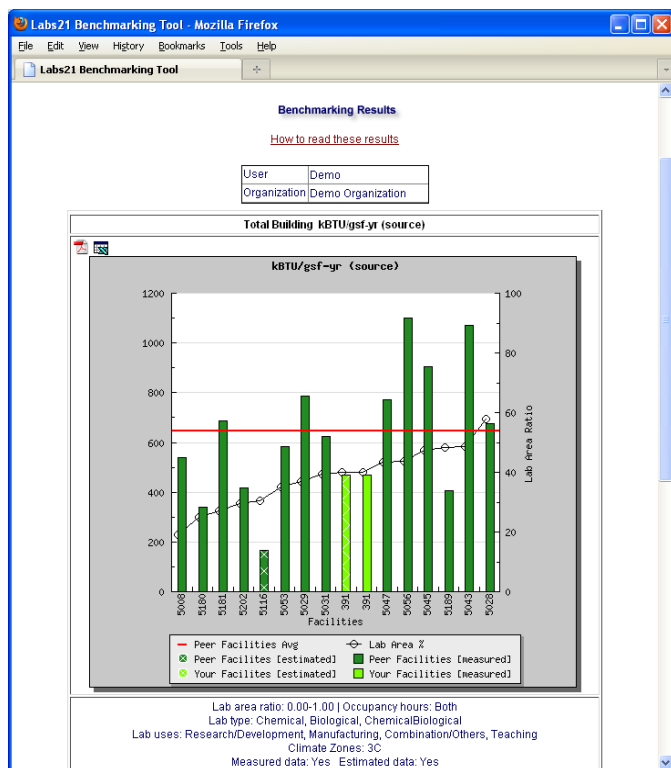 Labs21 Benchmarking Tool - Mozilla Firefox
File Edit View History Bookmarks Tools Help
Labs21 Benchmarking Tool
Benchmarking Results
How to read these results
User Demo
Organization Demo Organization
Total Building kBTU/gsf-yr (source)
kBTU/gsf-yr (source)
1200 100
1000
80
800
60
600
40
400
20
200
0 0
Lab Area Ratio
5008 5180 5181 5202 5116 5053 5029 5031 391 391 5047 5056 5045 5189 5043 5028
Facilities
Peer Facilities Avg Lab Area %
Peer Facilites [estimated] Peer Facilities [measured]
Your Facilites [estimated] Your Facilities [measured]
Lab area ratio: 0.00-1.00 | Occupancy hours: Both
Lab type: Chemical, Biological, ChemicalBiological
Lab uses: Research/Development, Manufacturing, Combination/Others, Teaching
Climate Zones: 3C
Measured data: Yes Estimated data: Yes